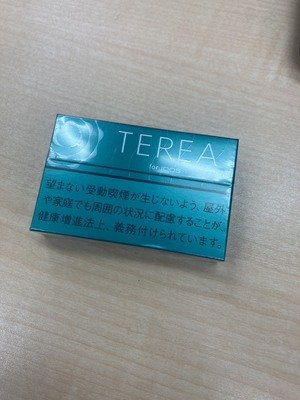 TEREA
for IQOS
望まない受動喫煙が生じないよう、屋外
や家庭でも周囲の状況に配慮することが、
健康増進法上、義務付けられています。